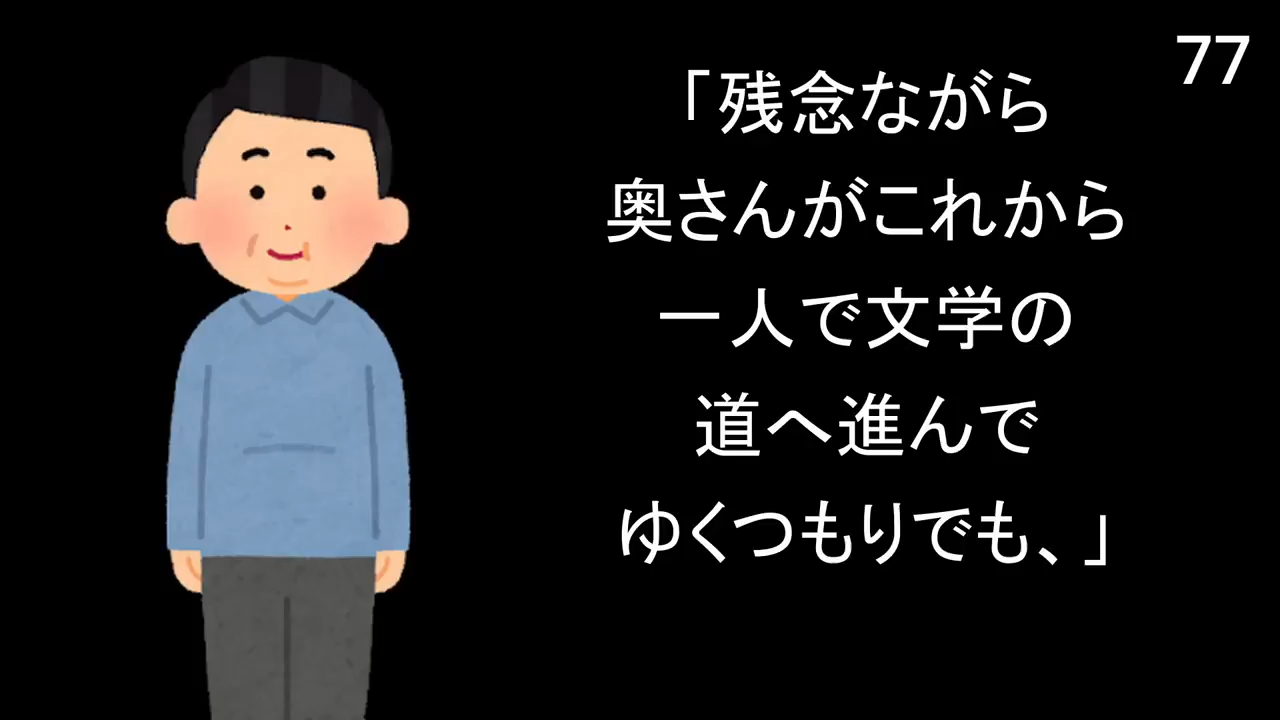 77
「残念ながら
奥さんがこれから
一人で文学の
道へ進んで
ゆくつもりでも、」